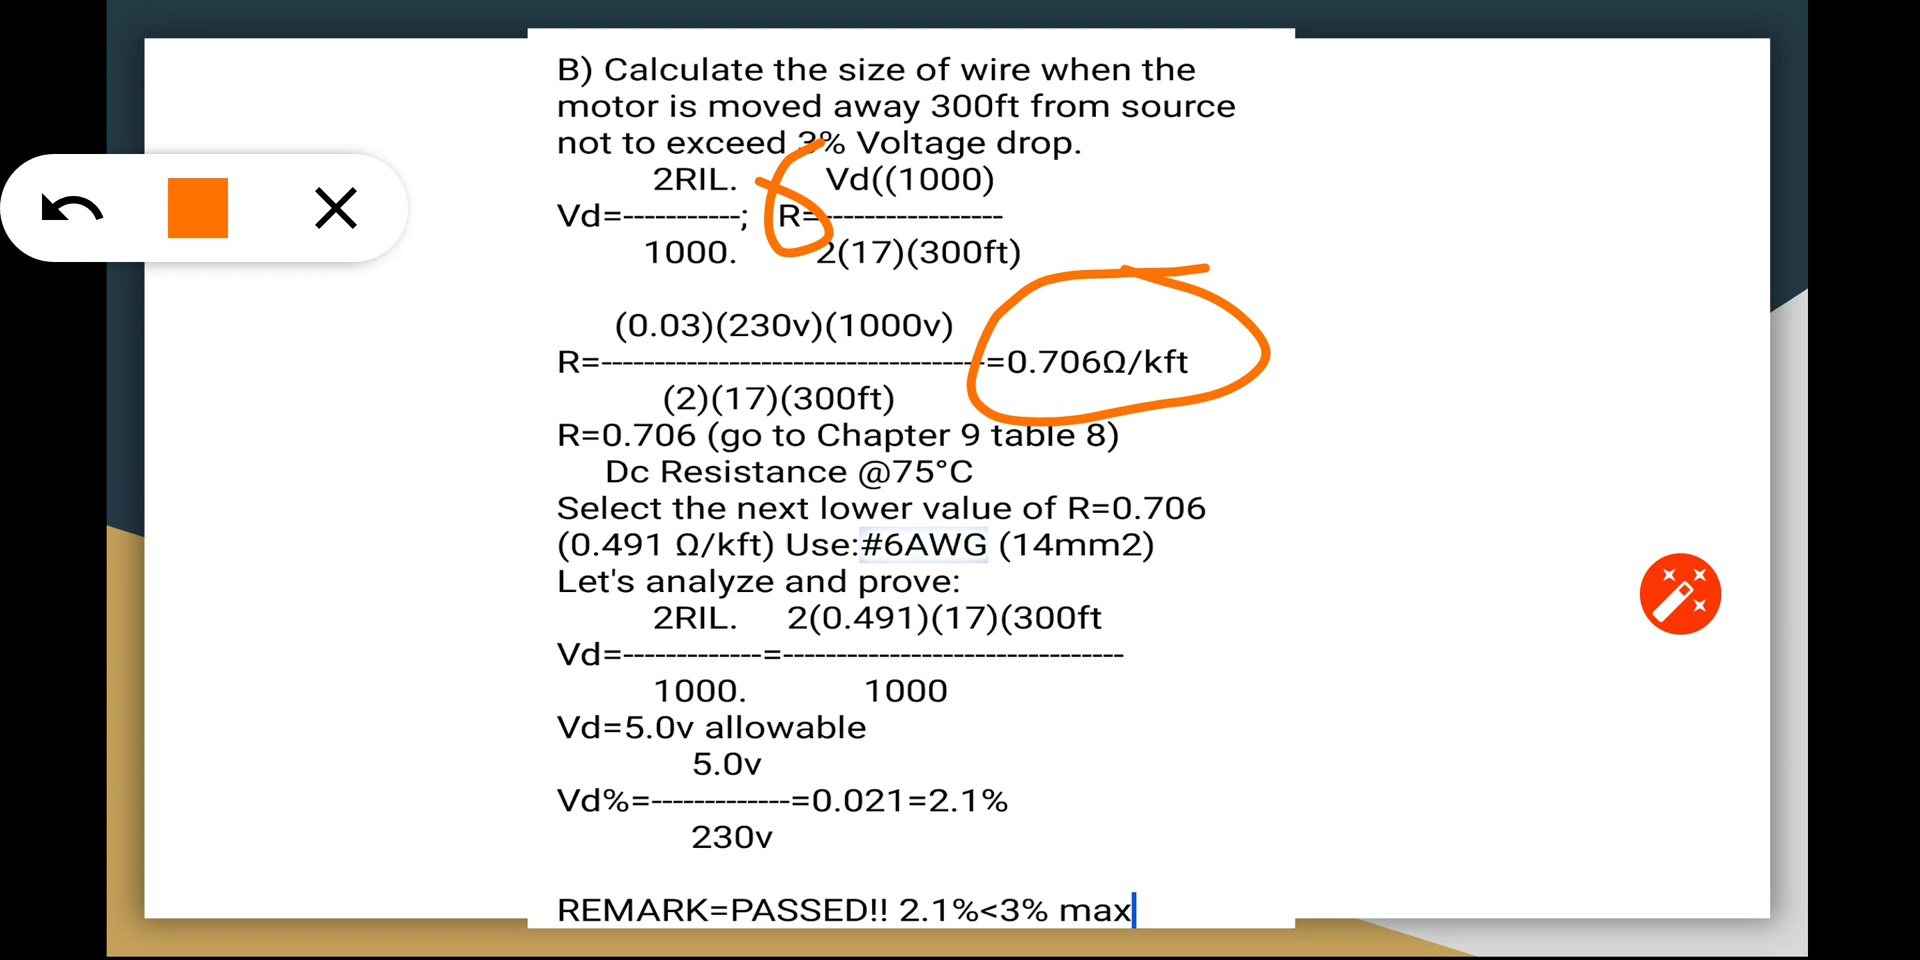 B) Calculate the size of wire when the
motor is moved away 300ft from source
not to exceed 3% Voltage drop.
2RIL. Vd((1000)
Vd=-----------; R=-----------------
1000. 2(17)(300ft)
(0.03)(230v)(1000v)
R=------------------------------------=0.706Ω/kft
(2)(17)(300ft)
R=0.706 (go to Chapter 9 table 8)
Dc Resistance @75°C
Select the next lower value of R=0.706
(0.491 Ω/kft) Use:#6AWG (14mm2)
Let's analyze and prove:
2RIL. 2(0.491)(17)(300ft
Vd=-------------=--------------------------------
1000. 1000
Vd=5.0v allowable
5.0v
Vd%=-------------=0.021=2.1%
230v
REMARK=PASSED!! 2.1%<3% max